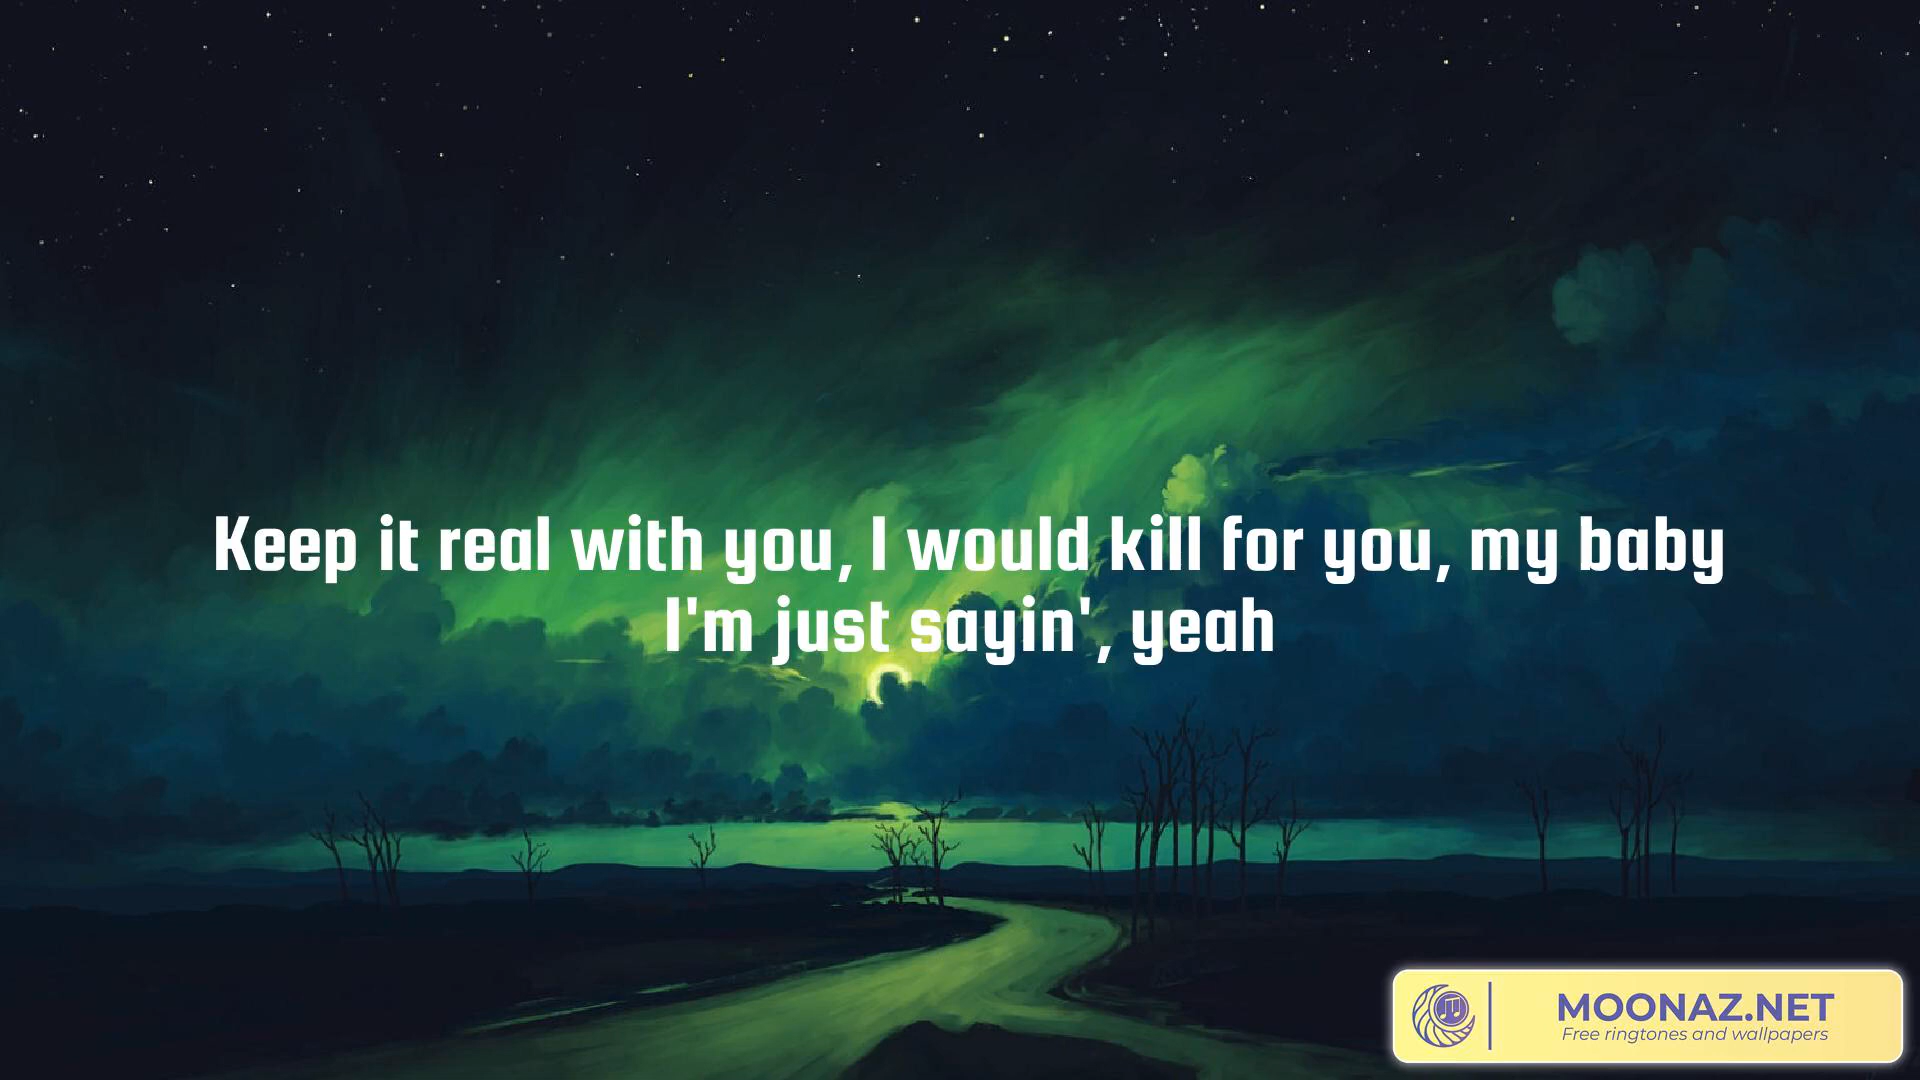 Keep it real with you, I would kill for you, my baby
I'm just sayin', yeah
MOONAZ.NET
Free ringtones and wallpapers